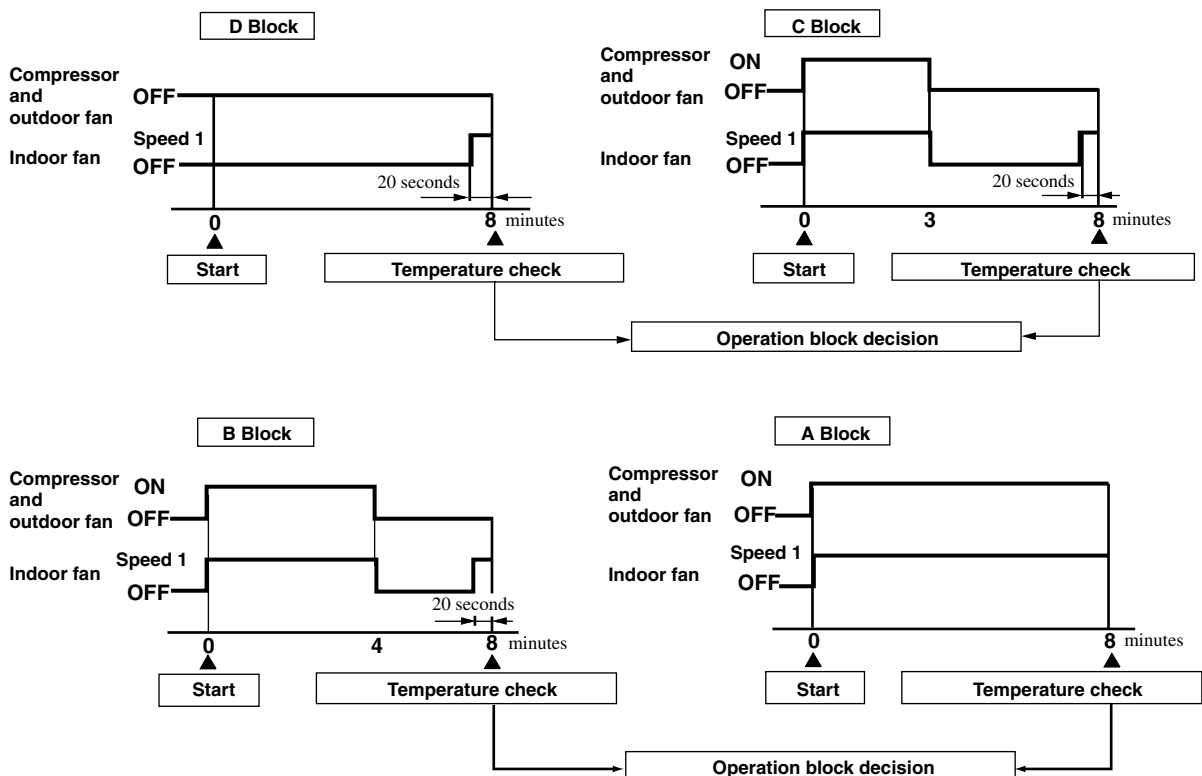 D Block
Compressor
and
outdoor fan
OFF
Speed 1
Indoor fan
OFF
20 seconds
0
8 minutes
Start
Temperature check
C Block
Compressor
and
outdoor fan
ON
OFF
Speed 1
Indoor fan
OFF
20 seconds
0
3
8 minutes
Start
Temperature check
Operation block decision
B Block
Compressor
and
outdoor fan
ON
OFF
Speed 1
Indoor fan
OFF
20 seconds
0
4
8 minutes
Start
Temperature check
A Block
Compressor
and
outdoor fan
ON
OFF
Speed 1
Indoor fan
OFF
0
8 minutes
Start
Temperature check
Operation block decision